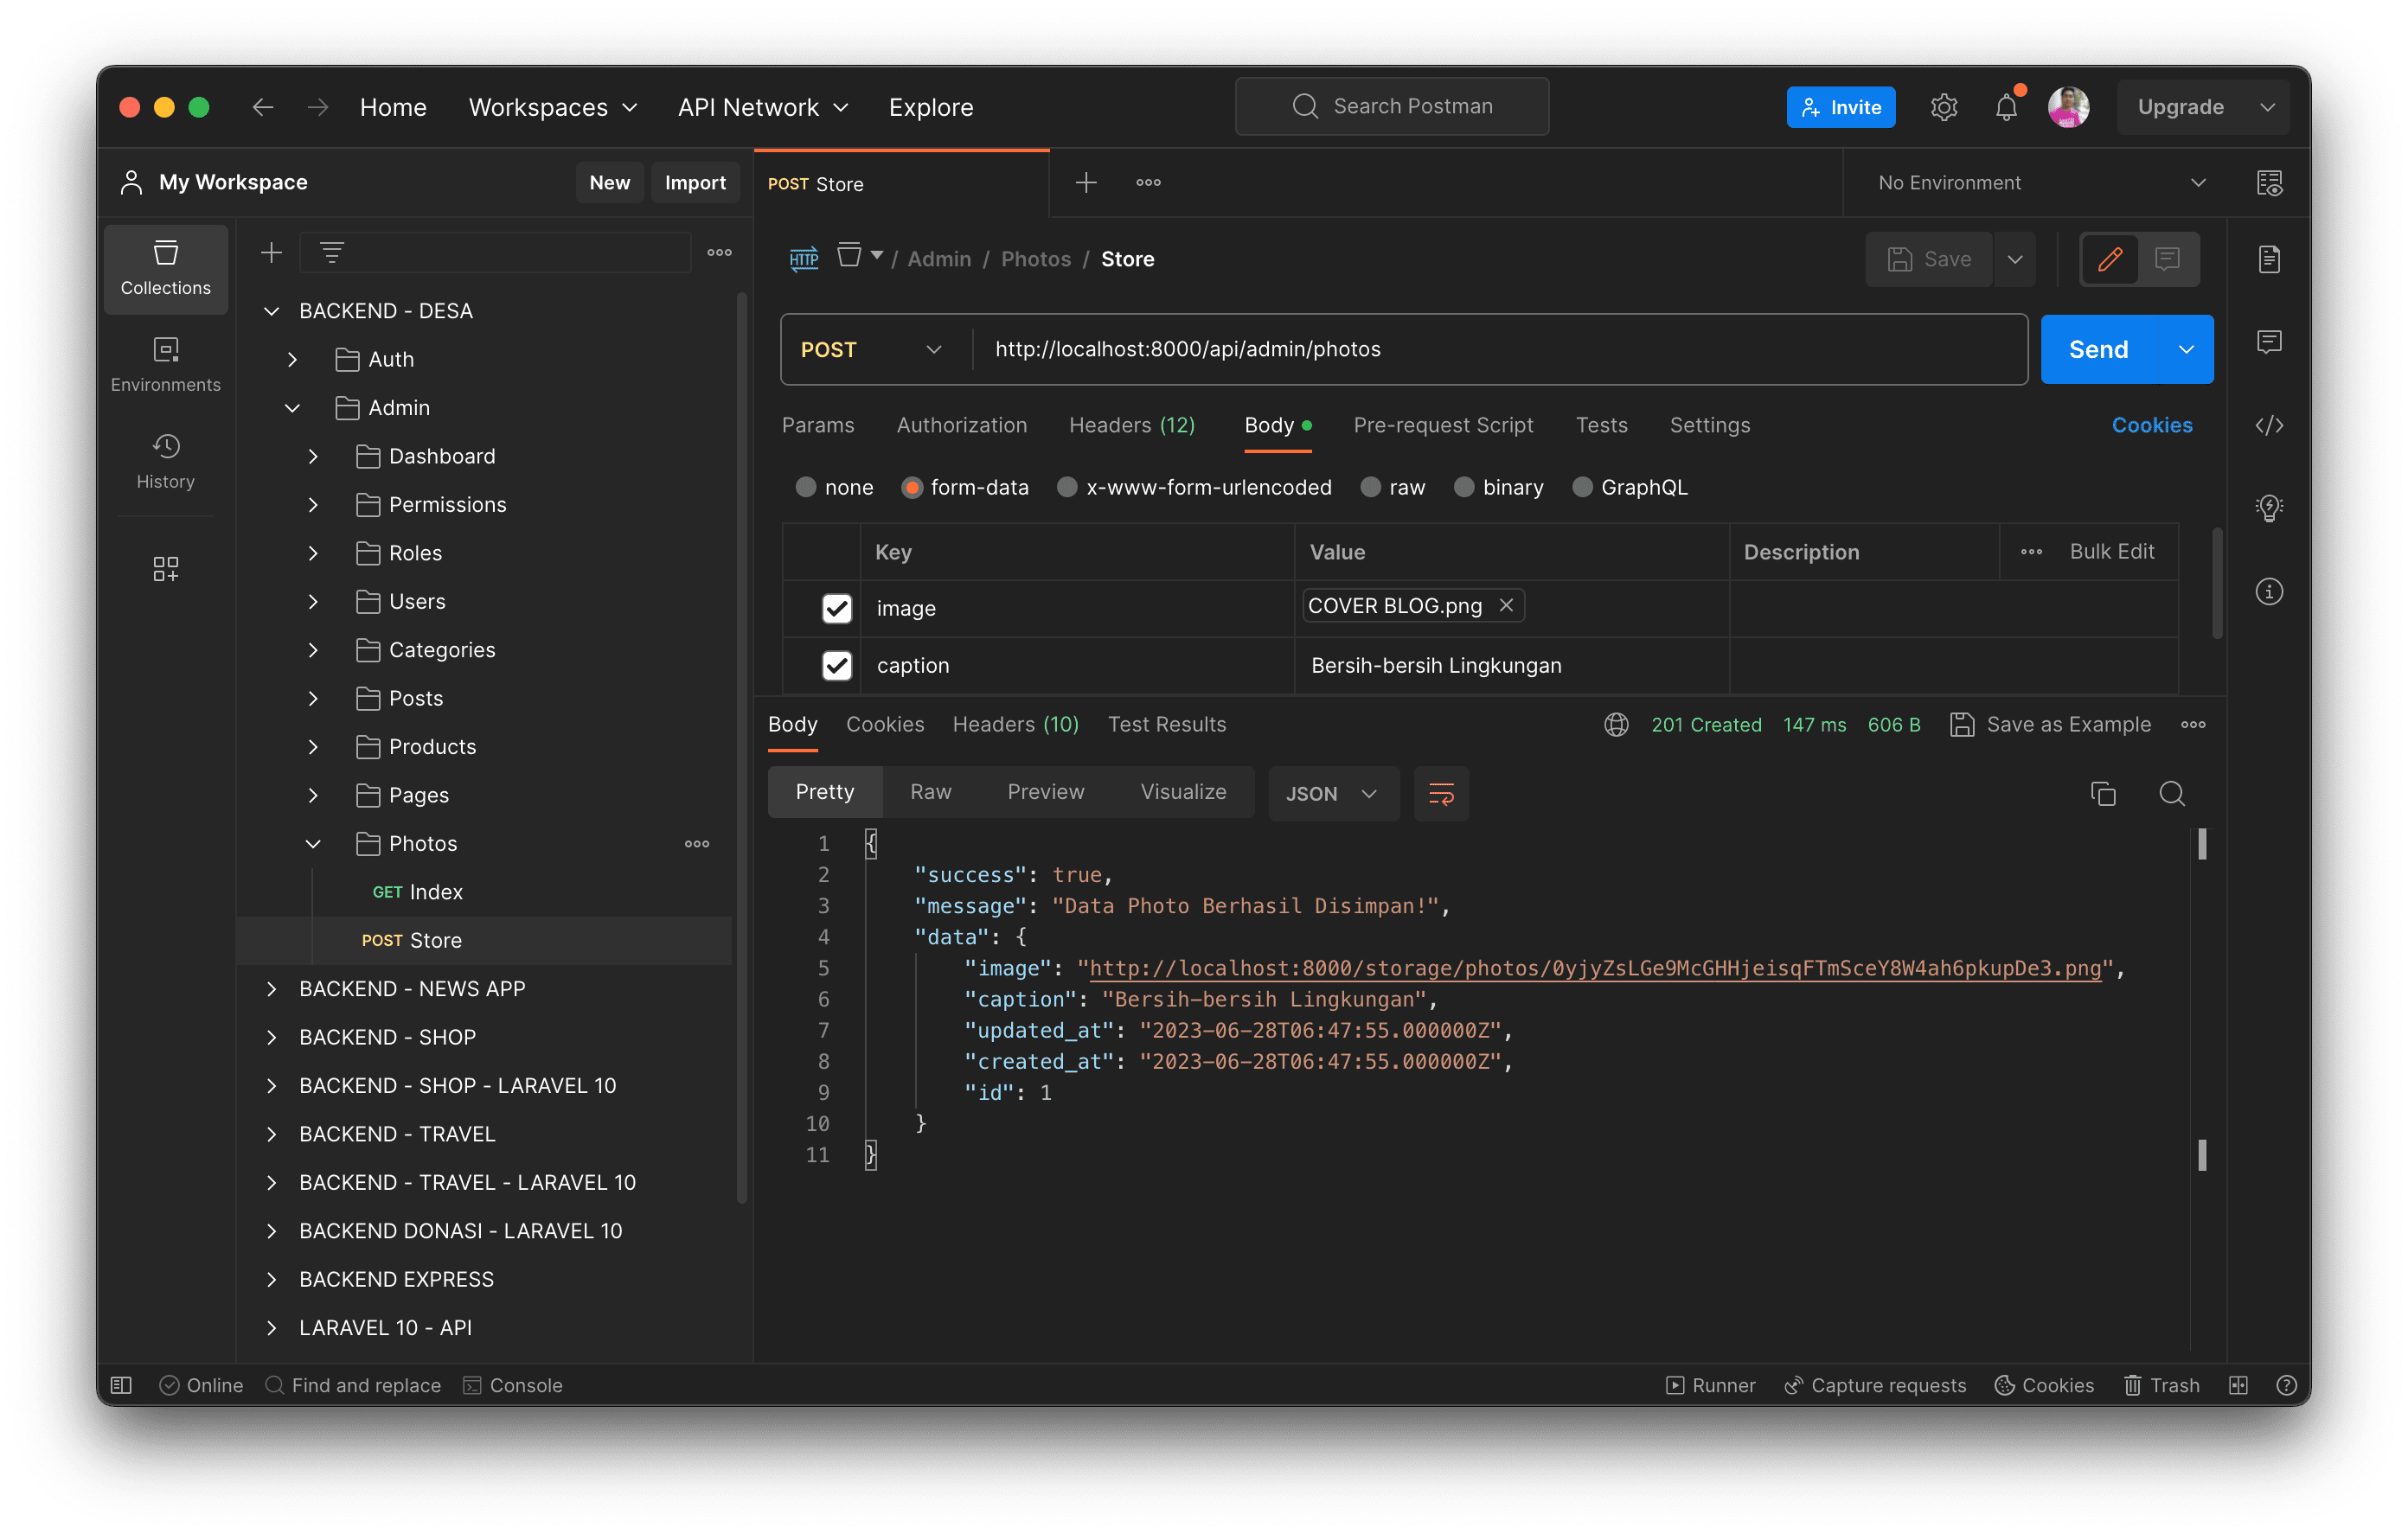 Home Workspaces API Network Explore Search Postman Invite Upgrade
My Workspace New Import POST Store No Environment
Collections
Environments
History
BACKEND - DESA
Auth
Admin
Dashboard
Permissions
Roles
Users
Categories
Posts
Products
Pages
Photos
GET Index
POST Store
BACKEND - NEWS APP
BACKEND - SHOP
BACKEND - SHOP - LARAVEL 10
BACKEND - TRAVEL
BACKEND - TRAVEL - LARAVEL 10
BACKEND DONASI - LARAVEL 10
BACKEND EXPRESS
LARAVEL 10 - API
HTTP / Admin / Photos / Store Save
POST http://localhost:8000/api/admin/photos Send
Params Authorization Headers (12) Body Pre-request Script Tests Settings Cookies
none form-data x-www-form-urlencoded raw binary GraphQL
Key Value Description Bulk Edit
image COVER BLOG.png
caption Bersih-bersih Lingkungan
Body Cookies Headers (10) Test Results 201 Created 147 ms 606 B Save as Example
Pretty Raw Preview Visualize JSON
1 {
2 "success": true,
3 "message": "Data Photo Berhasil Disimpan!",
4 "data": {
5 "image": "http://localhost:8000/storage/photos/0yjyZsLGe9McGHHjeisqFTmSceY8W4ah6pkupDe3.png",
6 "caption": "Bersih-bersih Lingkungan",
7 "updated_at": "2023-06-28T06:47:55.000000Z",
8 "created_at": "2023-06-28T06:47:55.000000Z",
9 "id": 1
10 }
11 }
Online Find and replace Console Runner Capture requests Cookies Trash